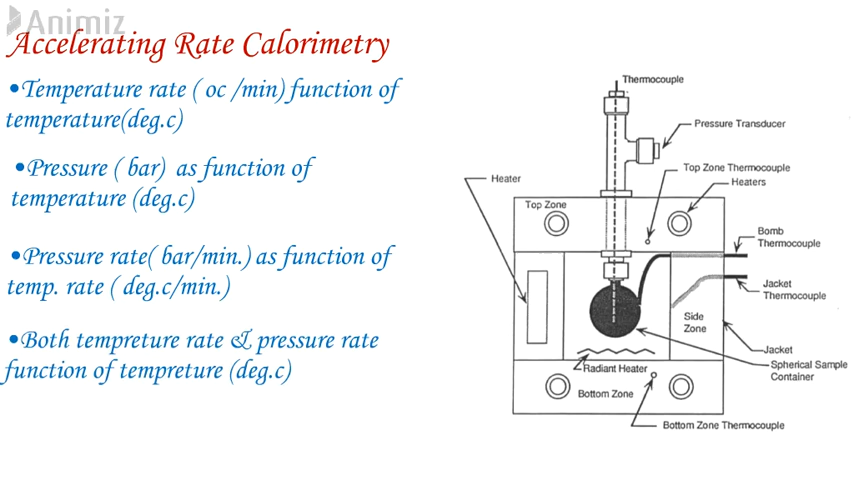 Animiz
Accelerating Rate Calorimetry
•Temperature rate ( oc /min) function of
temperature(deg.c)
•Pressure ( bar) as function of
temperature (deg.c)
•Pressure rate( bar/min.) as function of
temp. rate ( deg.c/min.)
•Both tempreture rate & pressure rate
function of tempreture (deg.c)
Thermocouple
Pressure Transducer
Top Zone Thermocouple
Heater
Heaters
Top Zone
Bomb
Thermocouple
Jacket
Thermocouple
Side
Zone
Jacket
Spherical Sample
Container
Radiant Heater
Bottom Zone
Bottom Zone Thermocouple